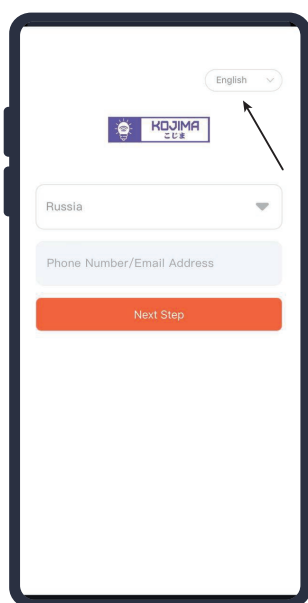 English
KOJIMA
こじま
Russia
Phone Number/Email Address
Next Step